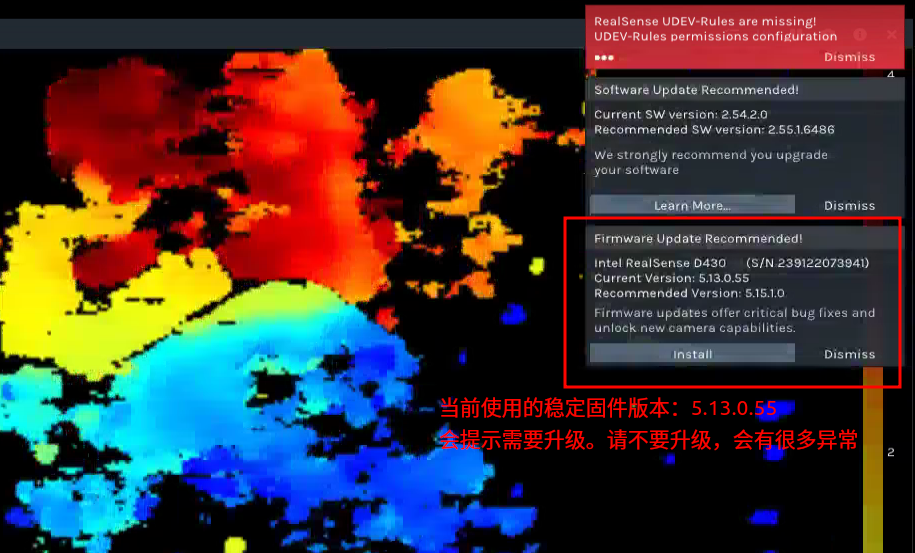 RealSense UDEV-Rules are missing!
UDEV-Rules permissions configuration
••• Dismiss
4
Software Update Recommended!
Current SW version: 2.54.2.0
Recommended SW version: 2.55.1.6486
We strongly recommend you upgrade
your software
Learn More... Dismiss
Firmware Update Recommended!
Intel RealSense D430 (S/N 239122073941)
Current Version: 5.13.0.55
Recommended Version: 5.15.1.0
Firmware updates offer critical bug fixes and
unlock new camera capabilities.
Install Dismiss
当前使用的稳定固件版本：5.13.0.55
会提示需要升级。请不要升级，会有很多异常
2